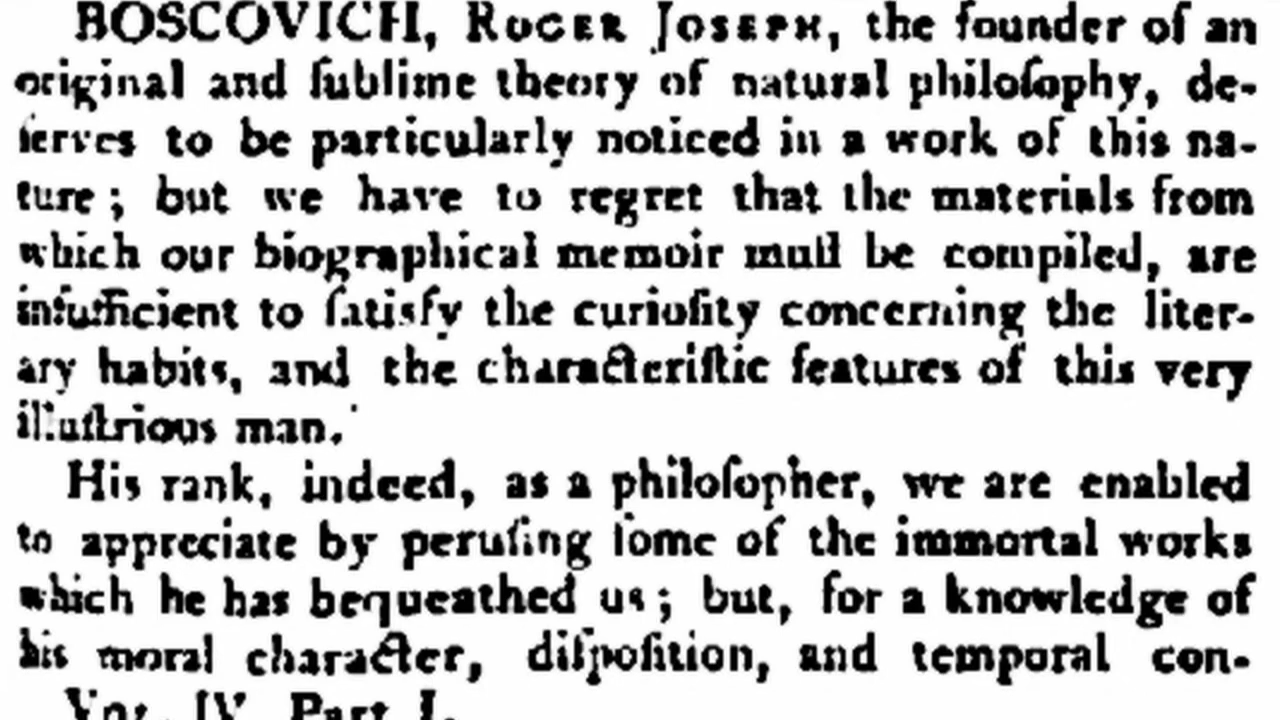 BOSCOVICH, ROGER JOSEPH, the founder of an
original and ſublime theory of natural philoſophy, de-
ſerves to be particularly noticed in a work of this na-
ture; but we have to regret that the materials from
which our biographical memoir muſt be compiled, are
inſufficient to ſatisfy the curioſity concerning the liter-
ary habits, and the characteriſtic features of this very
illuſtrious man.
His rank, indeed, as a philoſopher, we are enabled
to appreciate by peruſing ſome of the immortal works
which he has bequeathed us; but, for a knowledge of
his moral character, diſpoſition, and temporal con-
VOL. IV. Part I.